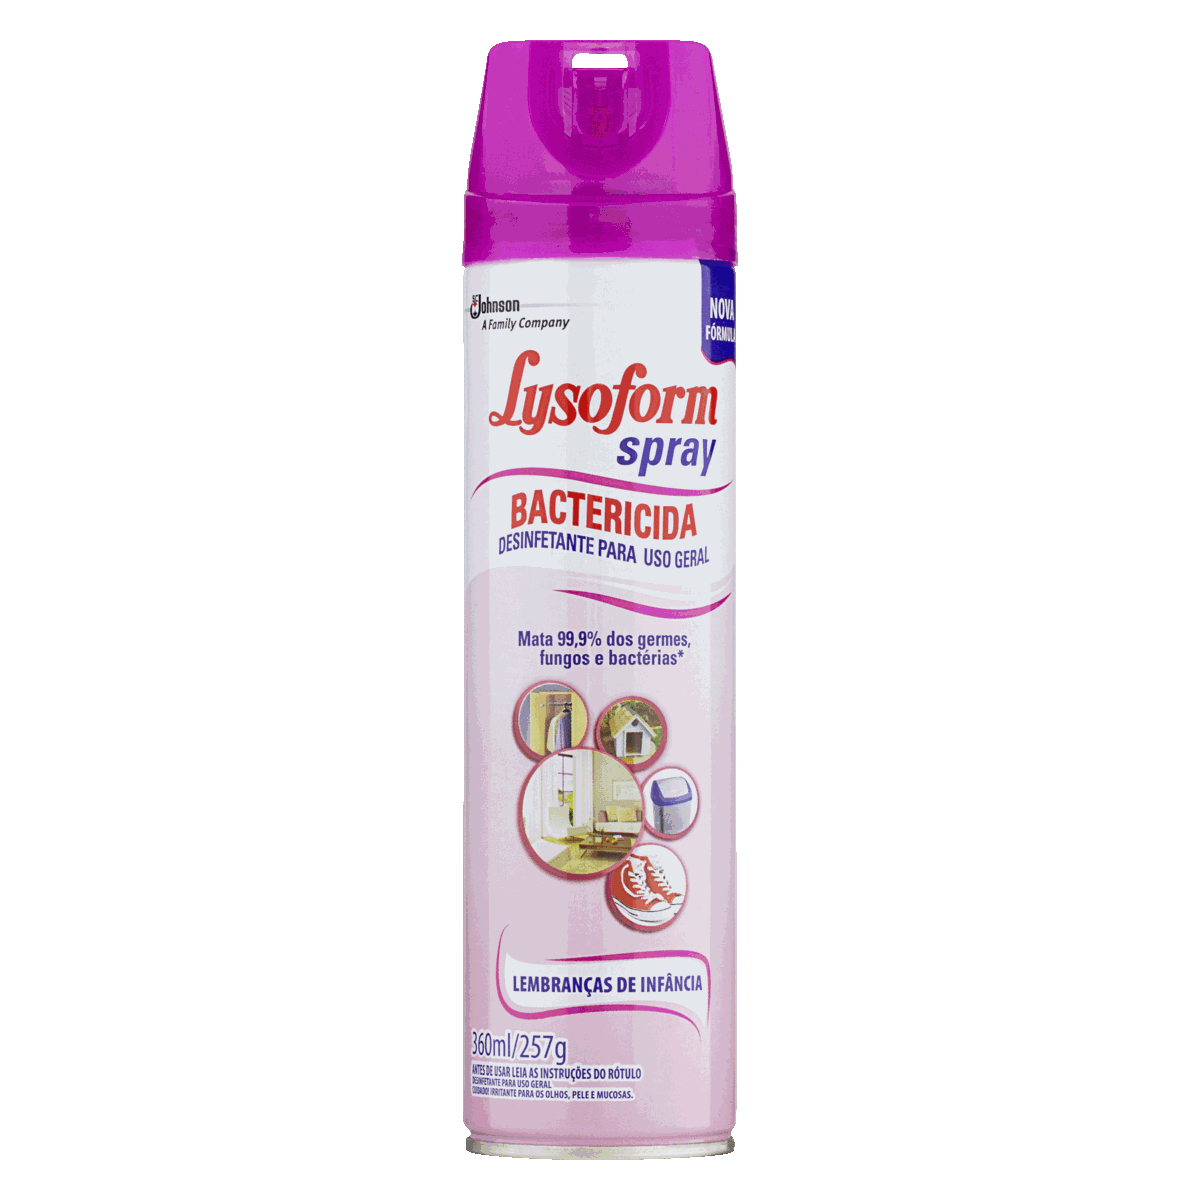 SC Johnson
A Family Company
NOVA
FÓRMULA
Lysoform
spray
BACTERICIDA
DESINFETANTE PARA USO GERAL
Mata 99,9% dos germes,
fungos e bactérias*
LEMBRANÇAS DE INFÂNCIA
360ml/257g
ANTES DE USAR LEIA AS INSTRUÇÕES DO RÓTULO
DESINFETANTE PARA USO GERAL
CUIDADO! IRRITANTE PARA OS OLHOS, PELE E MUCOSAS.